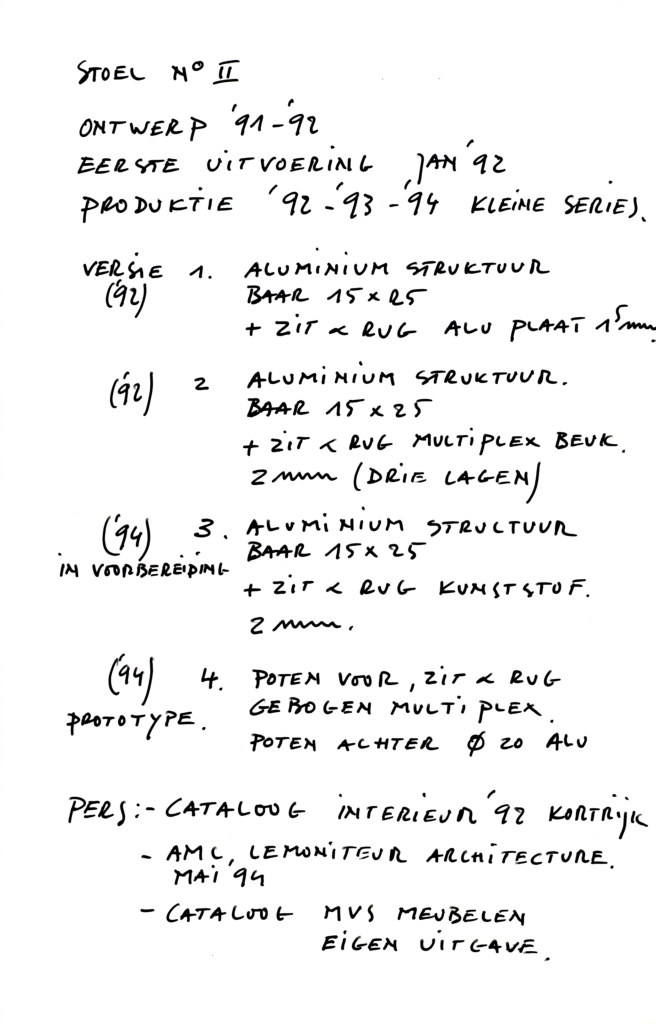 STOEL N° II
ONTWERP '91-'92
EERSTE UITVOERING JAN '92
PRODUKTIE '92-'93-'94 KLEINE SERIES.
VERSIE 1. ALUMINIUM STRUKTUUR
('92) BAAR 15 x 25
+ ZIT & RUG ALU PLAAT 1⁵mm.
('92) 2 ALUMINIUM STRUKTUUR.
BAAR 15 x 25
+ ZIT & RUG MULTIPLEX BEUK.
2 mm (DRIE LAGEN)
('94) 3. ALUMINIUM STRUCTUUR
BAAR 15 x 25
IN VOORBEREIDING
+ ZIT & RUG KUNSTSTOF.
2 mm.
('94) 4. POTEN VOOR, ZIT & RUG
PROTOTYPE. GEBOGEN MULTIPLEX.
POTEN ACHTER Ø 20 ALU
PERS:- CATALOOG INTERIEUR '92 KORTRIJK
- AMC, LEMONITEUR ARCHITECTURE.
MAI '94
- CATALOOG MVS MEUBELEN
EIGEN UITGAVE.